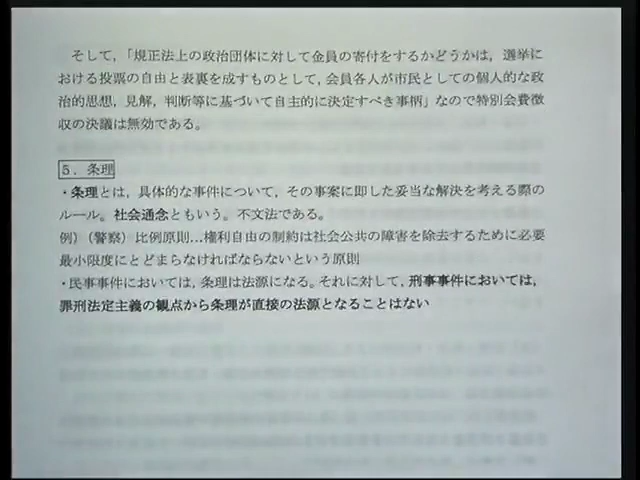 そして，「規正法上の政治団体に対して金員の寄付をするかどうかは，選挙に
おける投票の自由と表裏を成すものとして，会員各人が市民としての個人的な政
治的思想，見解，判断等に基づいて自主的に決定すべき事柄」なので特別会費徴
収の決議は無効である。
５．条理
・条理とは，具体的な事件について，その事案に即した妥当な解決を考える際の
ルール。社会通念ともいう。不文法である。
例）（警察）比例原則…権利自由の制約は社会公共の障害を除去するために必要
最小限度にとどまらなければならないという原則
・民事事件においては，条理は法源になる。それに対して，刑事事件においては，
罪刑法定主義の観点から条理が直接の法源となることはない